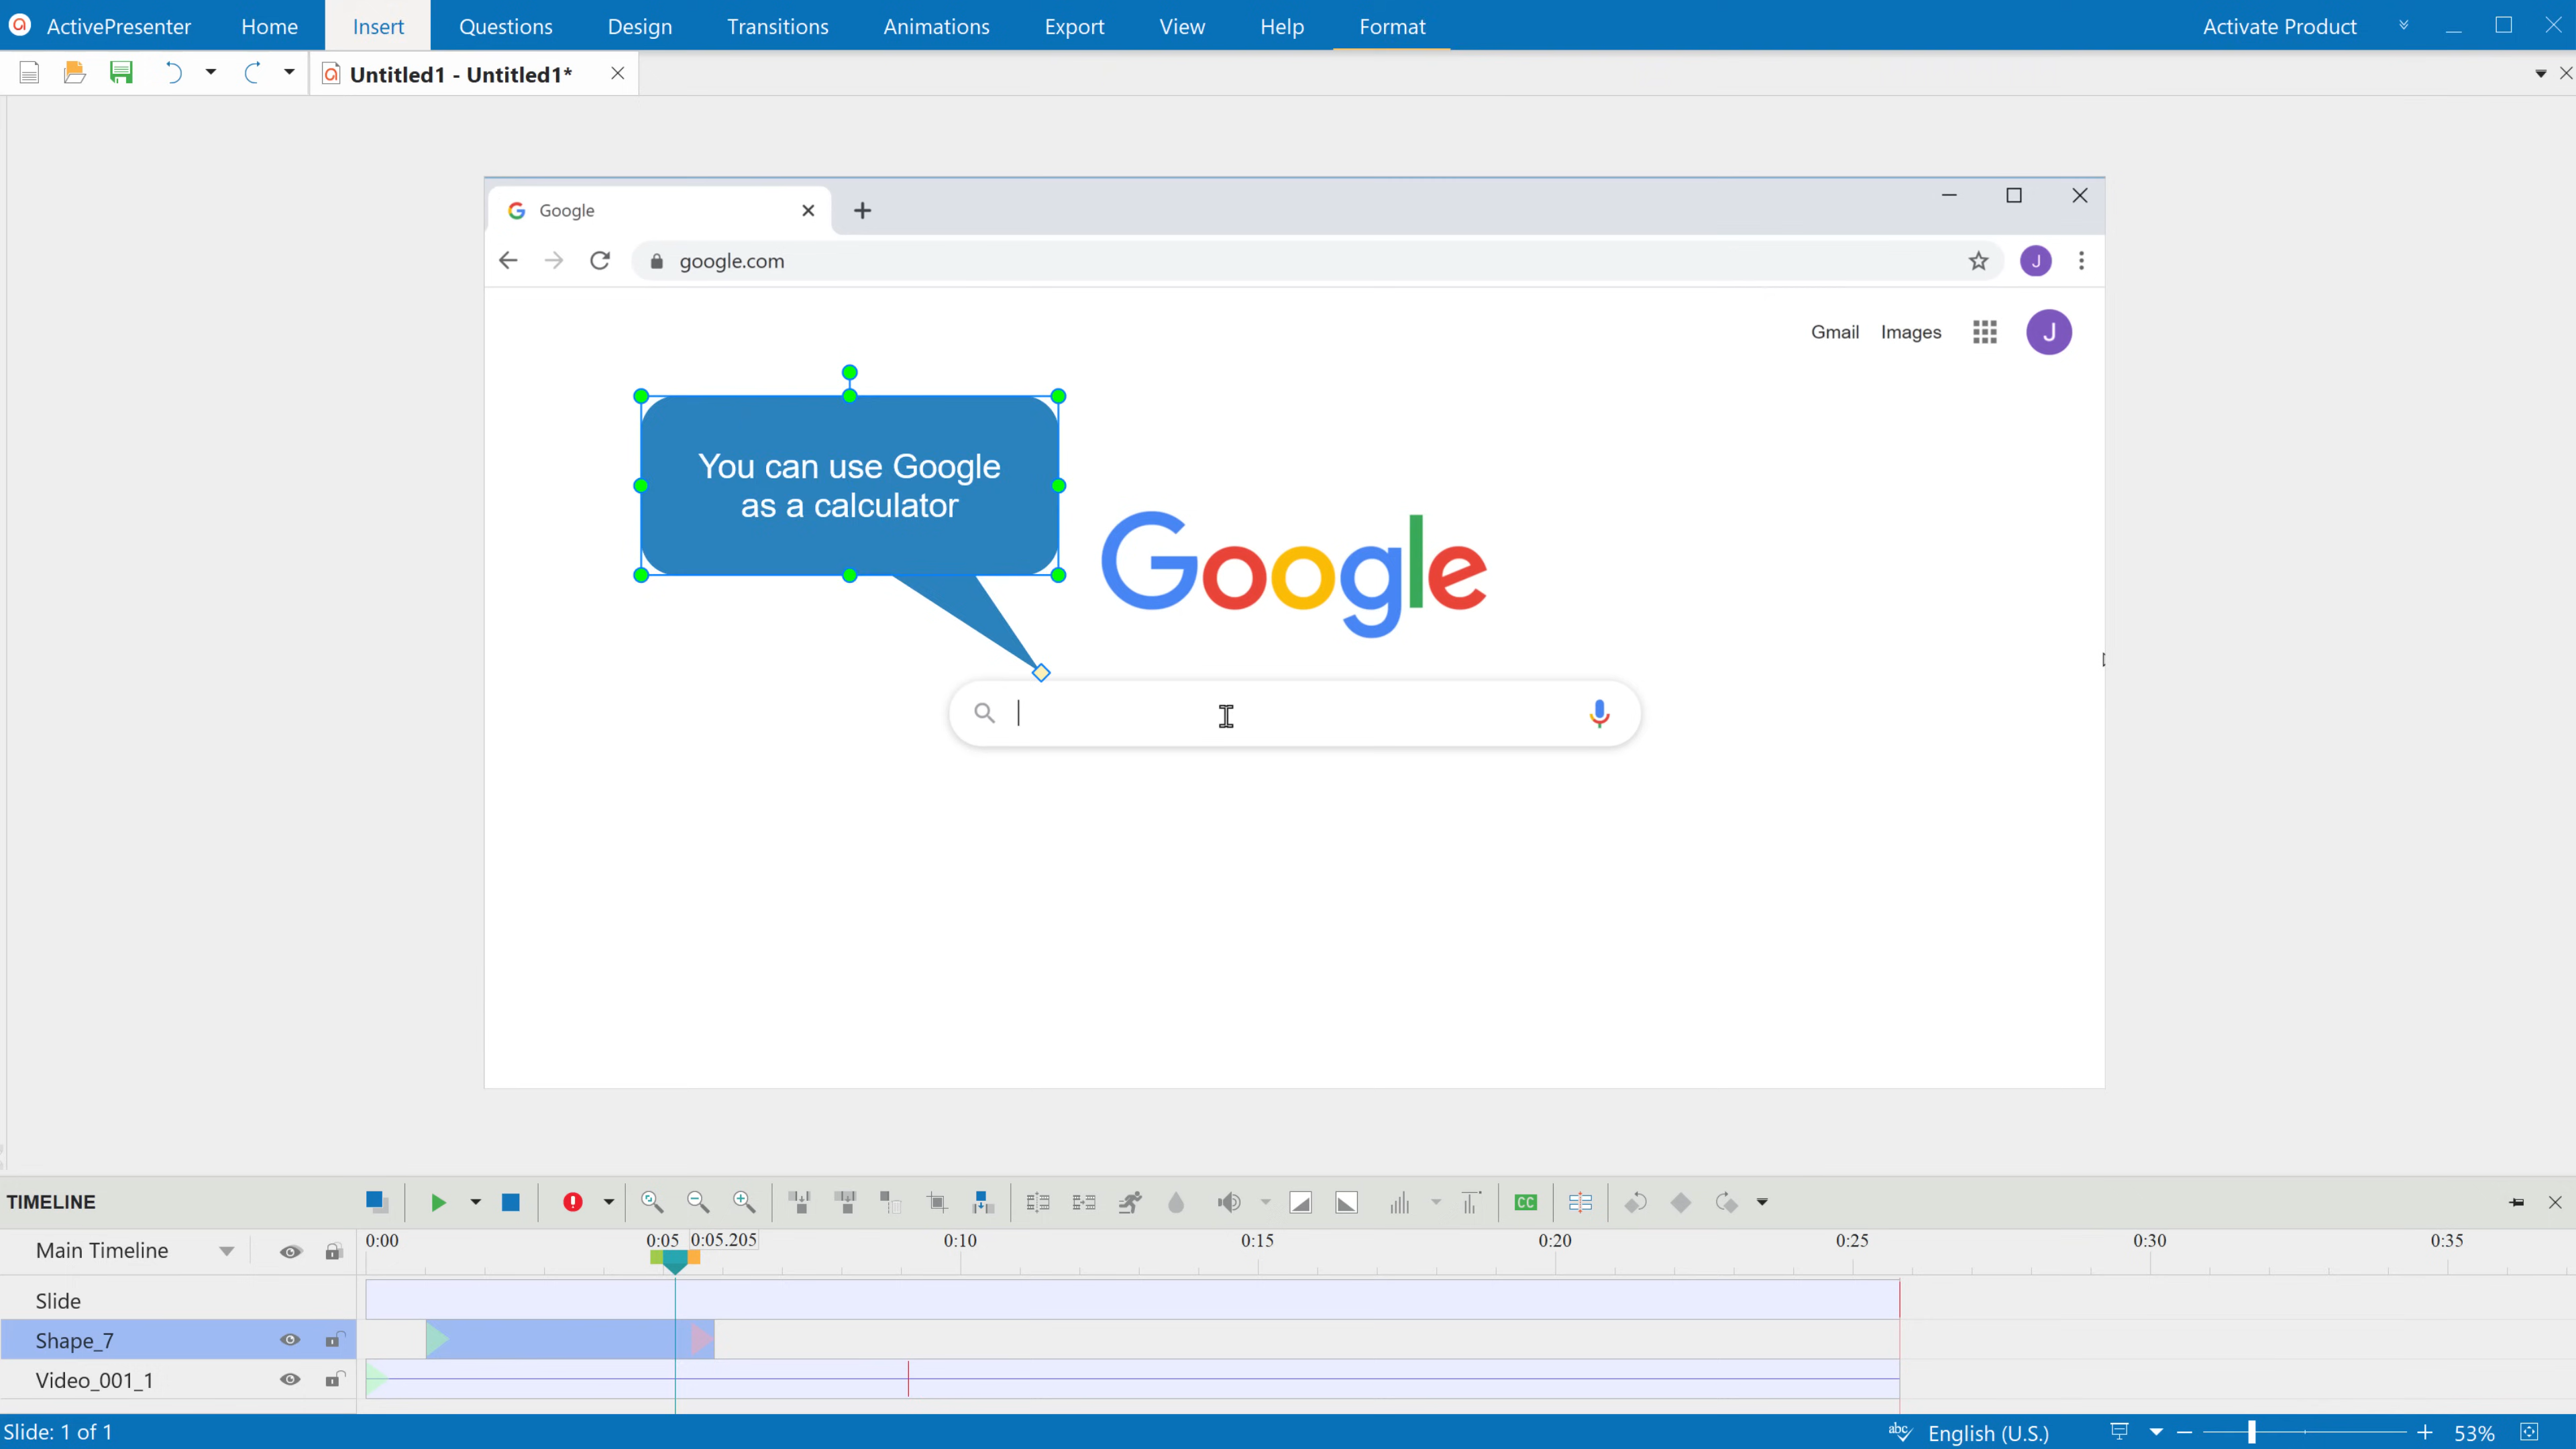 ActivePresenter Home Insert Questions Design Transitions Animations Export View Help Format Activate Product
Untitled1 - Untitled1*
Google
google.com
J
Gmail Images J
You can use Google
as a calculator
Google
TIMELINE CC
Main Timeline 0:00 0:05 0:05.205 0:10 0:15 0:20 0:25 0:30 0:35
Slide
Shape_7
Video_001_1
Slide: 1 of 1 abc English (U.S.) 53%